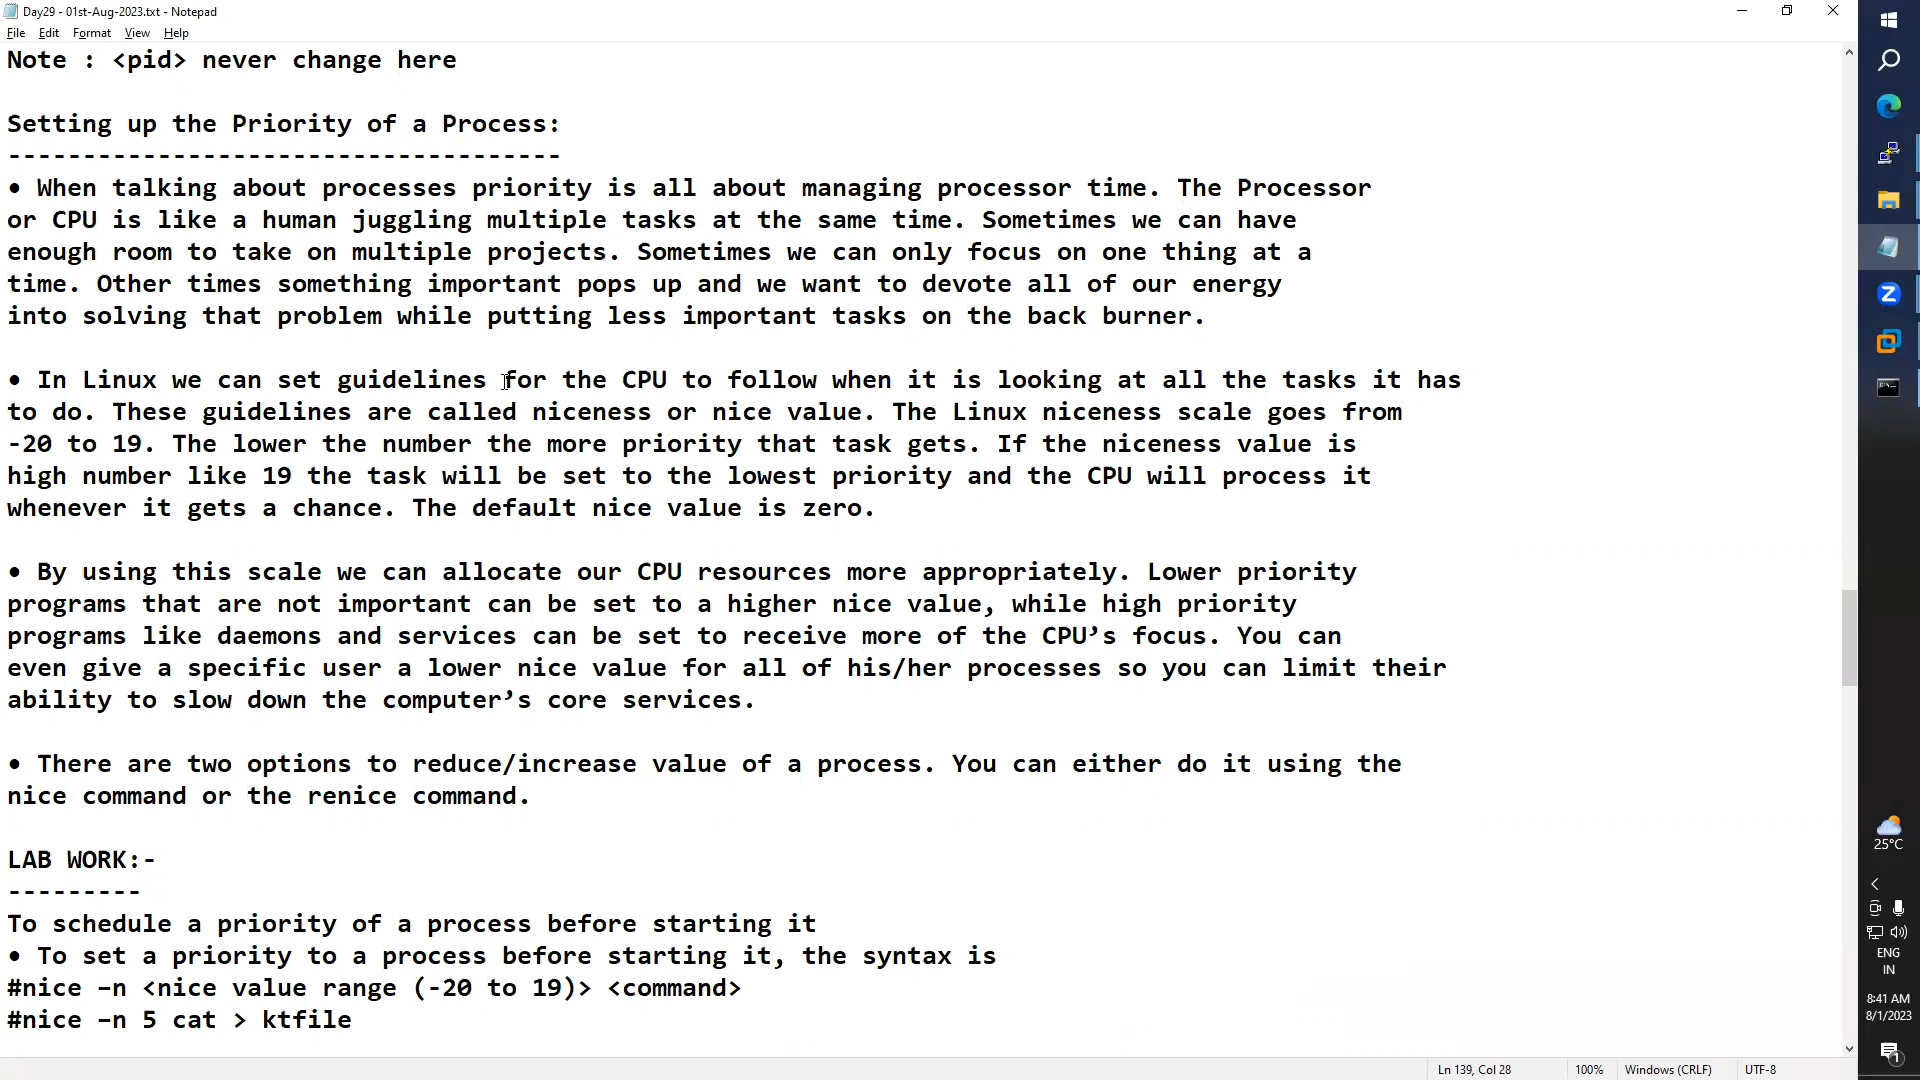 Day29 - 01st-Aug-2023.txt - Notepad
File Edit Format View Help
Note : <pid> never change here
Setting up the Priority of a Process:
-------------------------------------
• When talking about processes priority is all about managing processor time. The Processor
or CPU is like a human juggling multiple tasks at the same time. Sometimes we can have
enough room to take on multiple projects. Sometimes we can only focus on one thing at a
time. Other times something important pops up and we want to devote all of our energy
into solving that problem while putting less important tasks on the back burner.
• In Linux we can set guidelines for the CPU to follow when it is looking at all the tasks it has
to do. These guidelines are called niceness or nice value. The Linux niceness scale goes from
-20 to 19. The lower the number the more priority that task gets. If the niceness value is
high number like 19 the task will be set to the lowest priority and the CPU will process it
whenever it gets a chance. The default nice value is zero.
• By using this scale we can allocate our CPU resources more appropriately. Lower priority
programs that are not important can be set to a higher nice value, while high priority
programs like daemons and services can be set to receive more of the CPU’s focus. You can
even give a specific user a lower nice value for all of his/her processes so you can limit their
ability to slow down the computer’s core services.
• There are two options to reduce/increase value of a process. You can either do it using the
nice command or the renice command.
LAB WORK:-
---------
To schedule a priority of a process before starting it
• To set a priority to a process before starting it, the syntax is
#nice –n <nice value range (-20 to 19)> <command>
#nice –n 5 cat > ktfile
Ln 139, Col 28 100% Windows (CRLF) UTF-8
25°C
ENG
IN
8:41 AM
8/1/2023
1